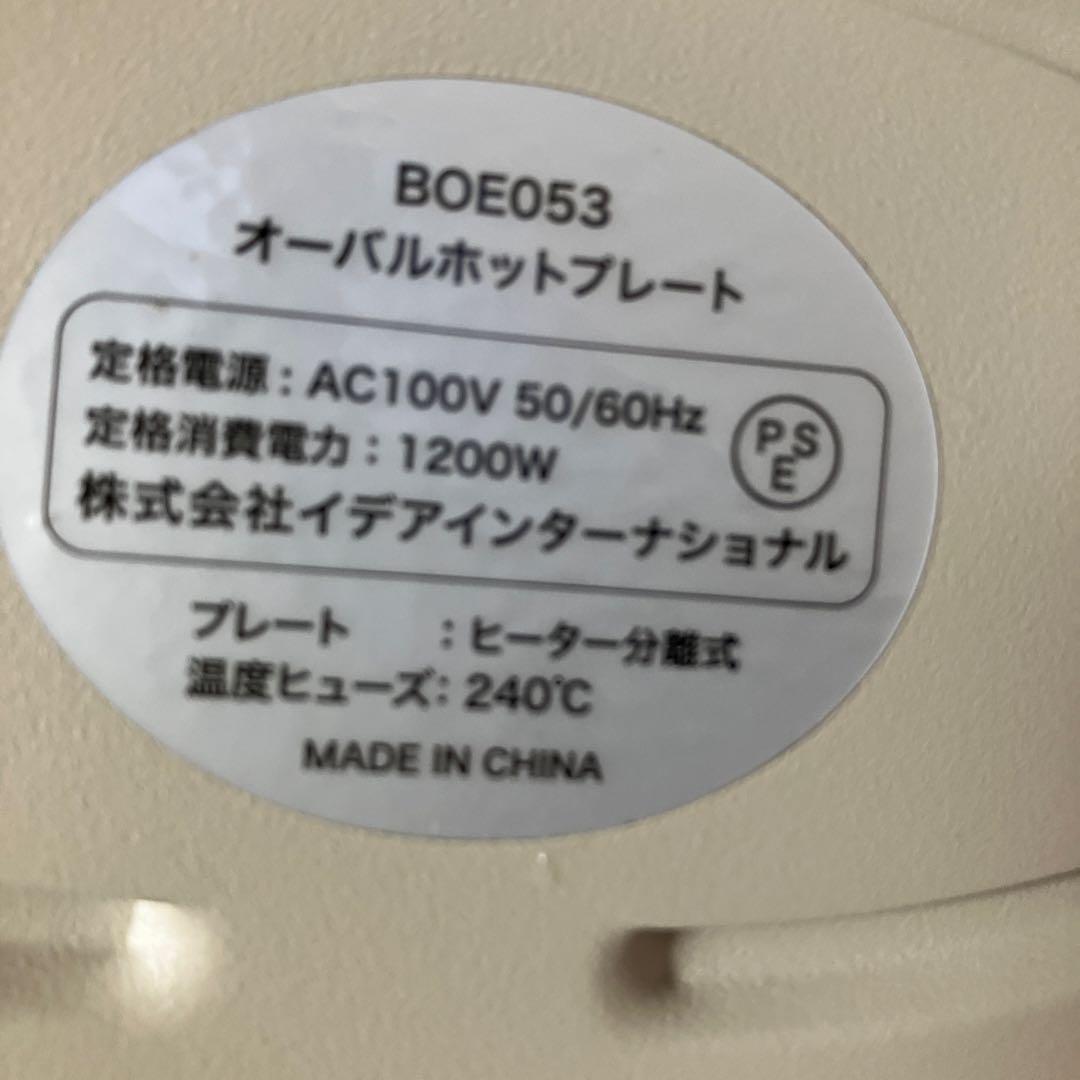 BOE053
オーバルホットプレート
定格電源：AC100V 50/60Hz
定格消費電力：1200W
PSE
株式会社イデアインターナショナル
プレート　　：ヒーター分離式
温度ヒューズ：240℃
MADE IN CHINA